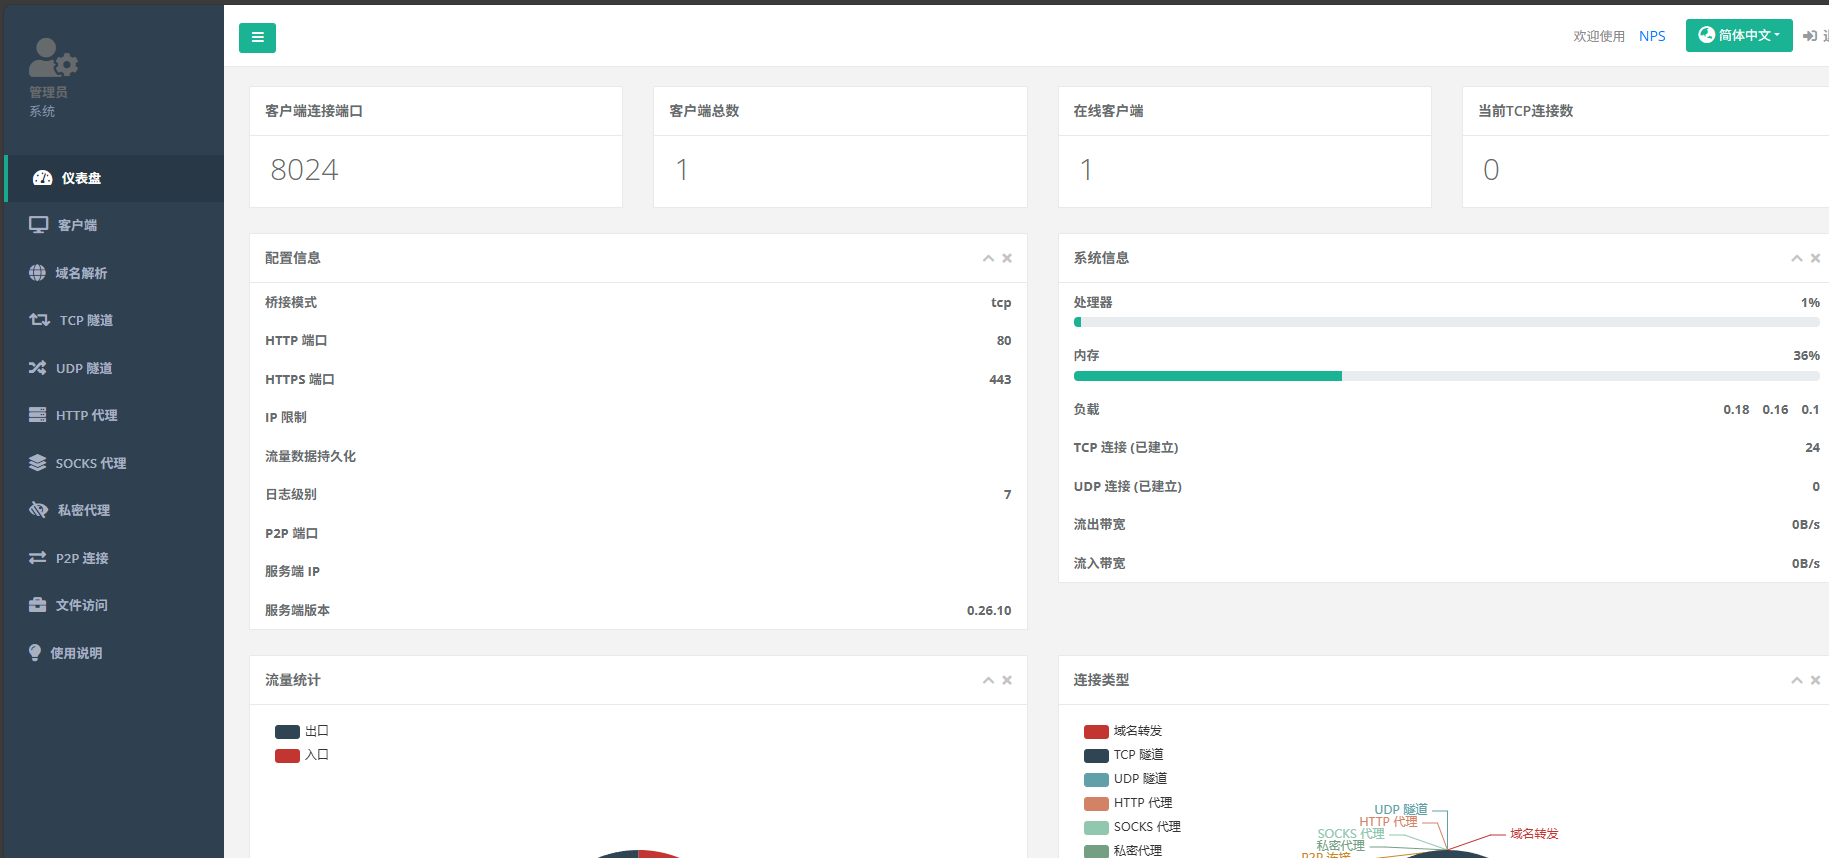 管理员
系统
仪表盘
客户端
域名解析
TCP 隧道
UDP 隧道
HTTP 代理
SOCKS 代理
私密代理
P2P 连接
文件访问
使用说明
欢迎使用 NPS 简体中文
客户端连接端口
8024
客户端总数
1
在线客户端
1
当前TCP连接数
0
配置信息
桥接模式 tcp
HTTP 端口 80
HTTPS 端口 443
IP 限制
流量数据持久化
日志级别 7
P2P 端口
服务端 IP
服务端版本 0.26.10
系统信息
处理器 1%
内存 36%
负载 0.18 0.16 0.1
TCP 连接 (已建立) 24
UDP 连接 (已建立) 0
流出带宽 0B/s
流入带宽 0B/s
流量统计
出口
入口
连接类型
域名转发
TCP 隧道
UDP 隧道
HTTP 代理
SOCKS 代理
私密代理
UDP 隧道
HTTP 代理
SOCKS 代理
私密代理
P2P 连接
域名转发